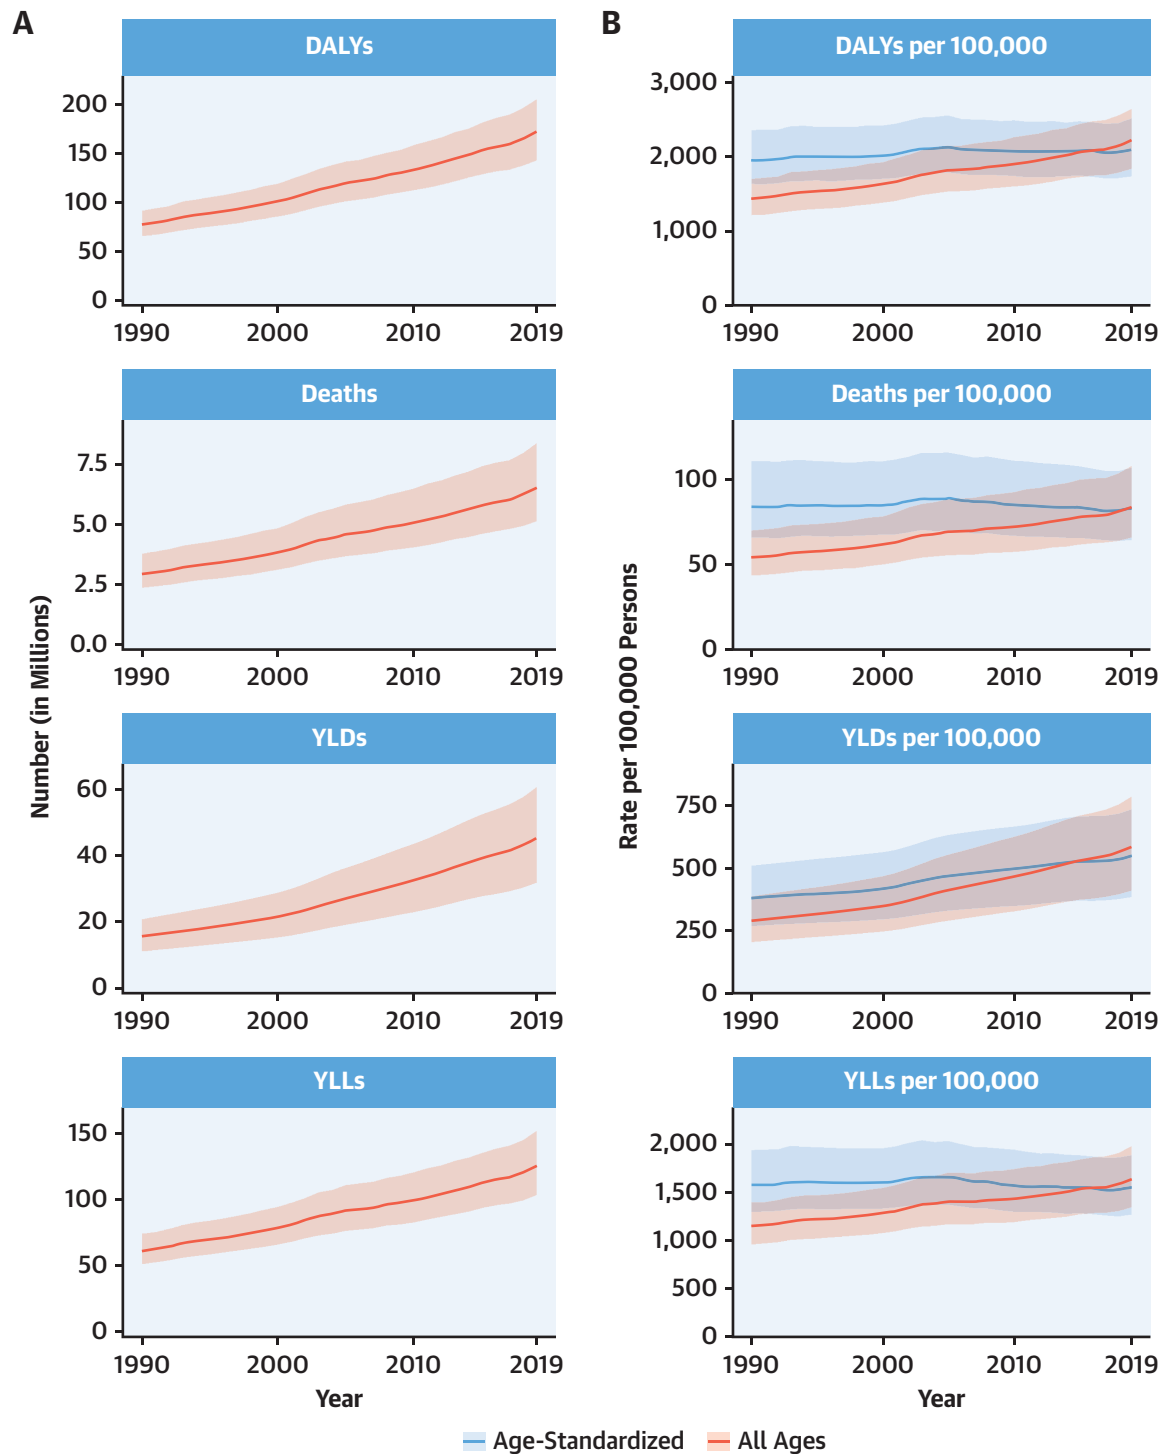 A
DALYs
200
150
100
50
0
1990 2000 2010 2019
Deaths
7.5
5.0
2.5
0.0
1990 2000 2010 2019
YLDs
60
40
20
0
1990 2000 2010 2019
YLLs
150
100
50
0
1990 2000 2010 2019
Year
Number (in Millions)
B
DALYs per 100,000
3,000
2,000
1,000
0
1990 2000 2010 2019
Deaths per 100,000
100
50
0
1990 2000 2010 2019
YLDs per 100,000
750
500
250
0
1990 2000 2010 2019
YLLs per 100,000
2,000
1,500
1,000
500
0
1990 2000 2010 2019
Year
Rate per 100,000 Persons
Age-Standardized All Ages